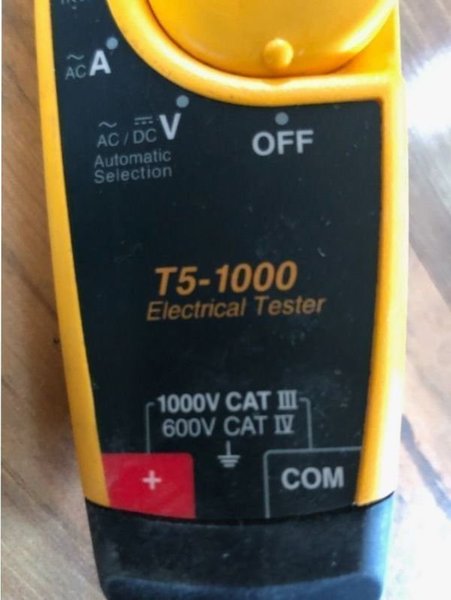 AC A
AC / DC V
Automatic
Selection
OFF
T5-1000
Electrical Tester
1000V CAT III
600V CAT IV
+
COM